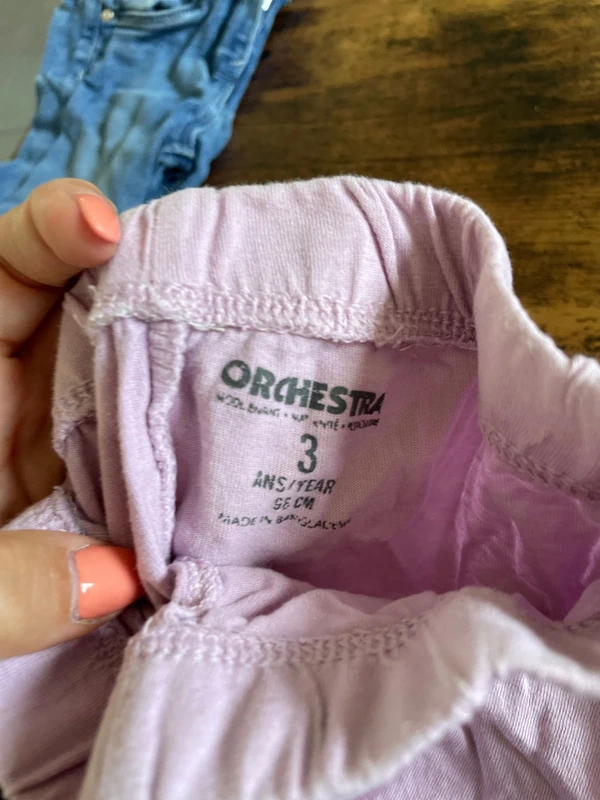 ORCHESTRA
3
ANS/YEAR
98 CM
MADE IN BANGLADESH